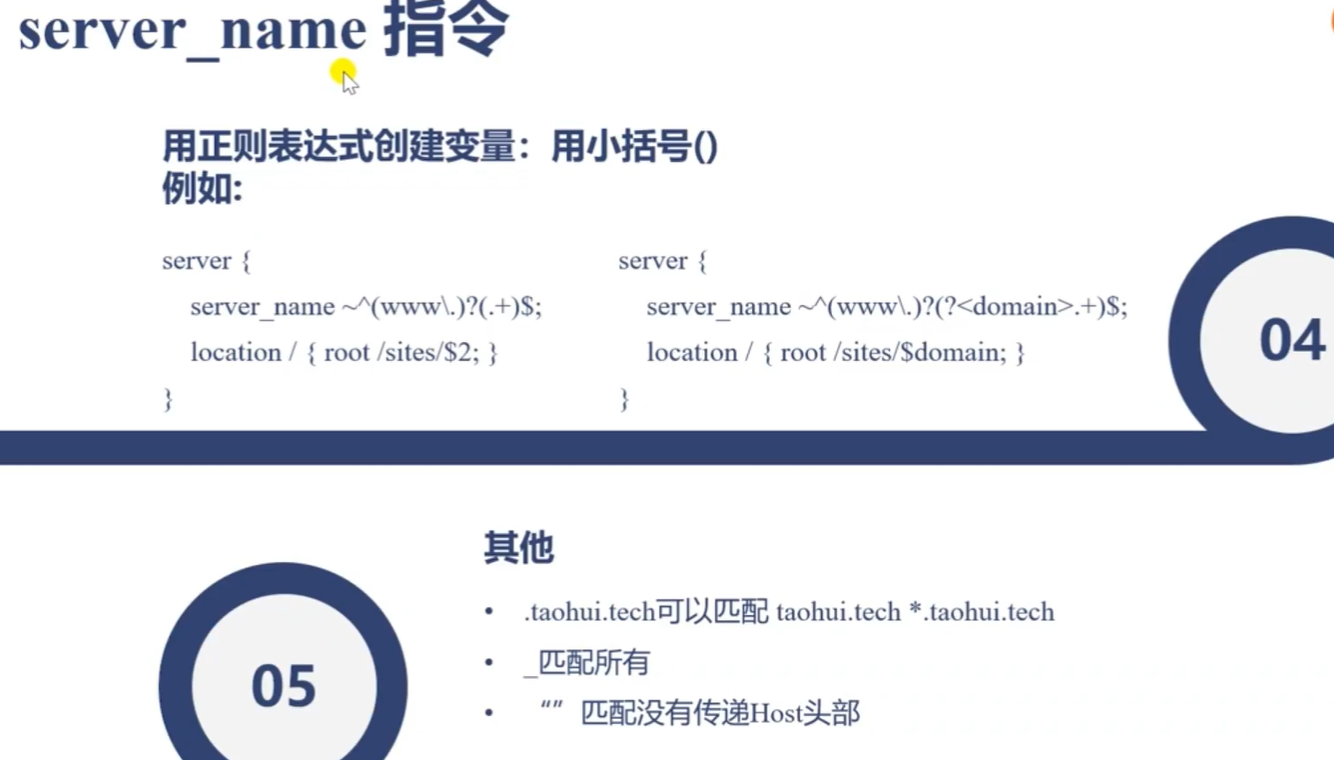 server_name 指令
用正则表达式创建变量：用小括号()
例如:
server {
server_name ~^(www\.)?(.+)$;
location / { root /sites/$2; }
}
server {
server_name ~^(www\.)?(?<domain>.+)$;
location / { root /sites/$domain; }
}
04
05
其他
• .taohui.tech可以匹配 taohui.tech *.taohui.tech
• _匹配所有
• “” 匹配没有传递Host头部